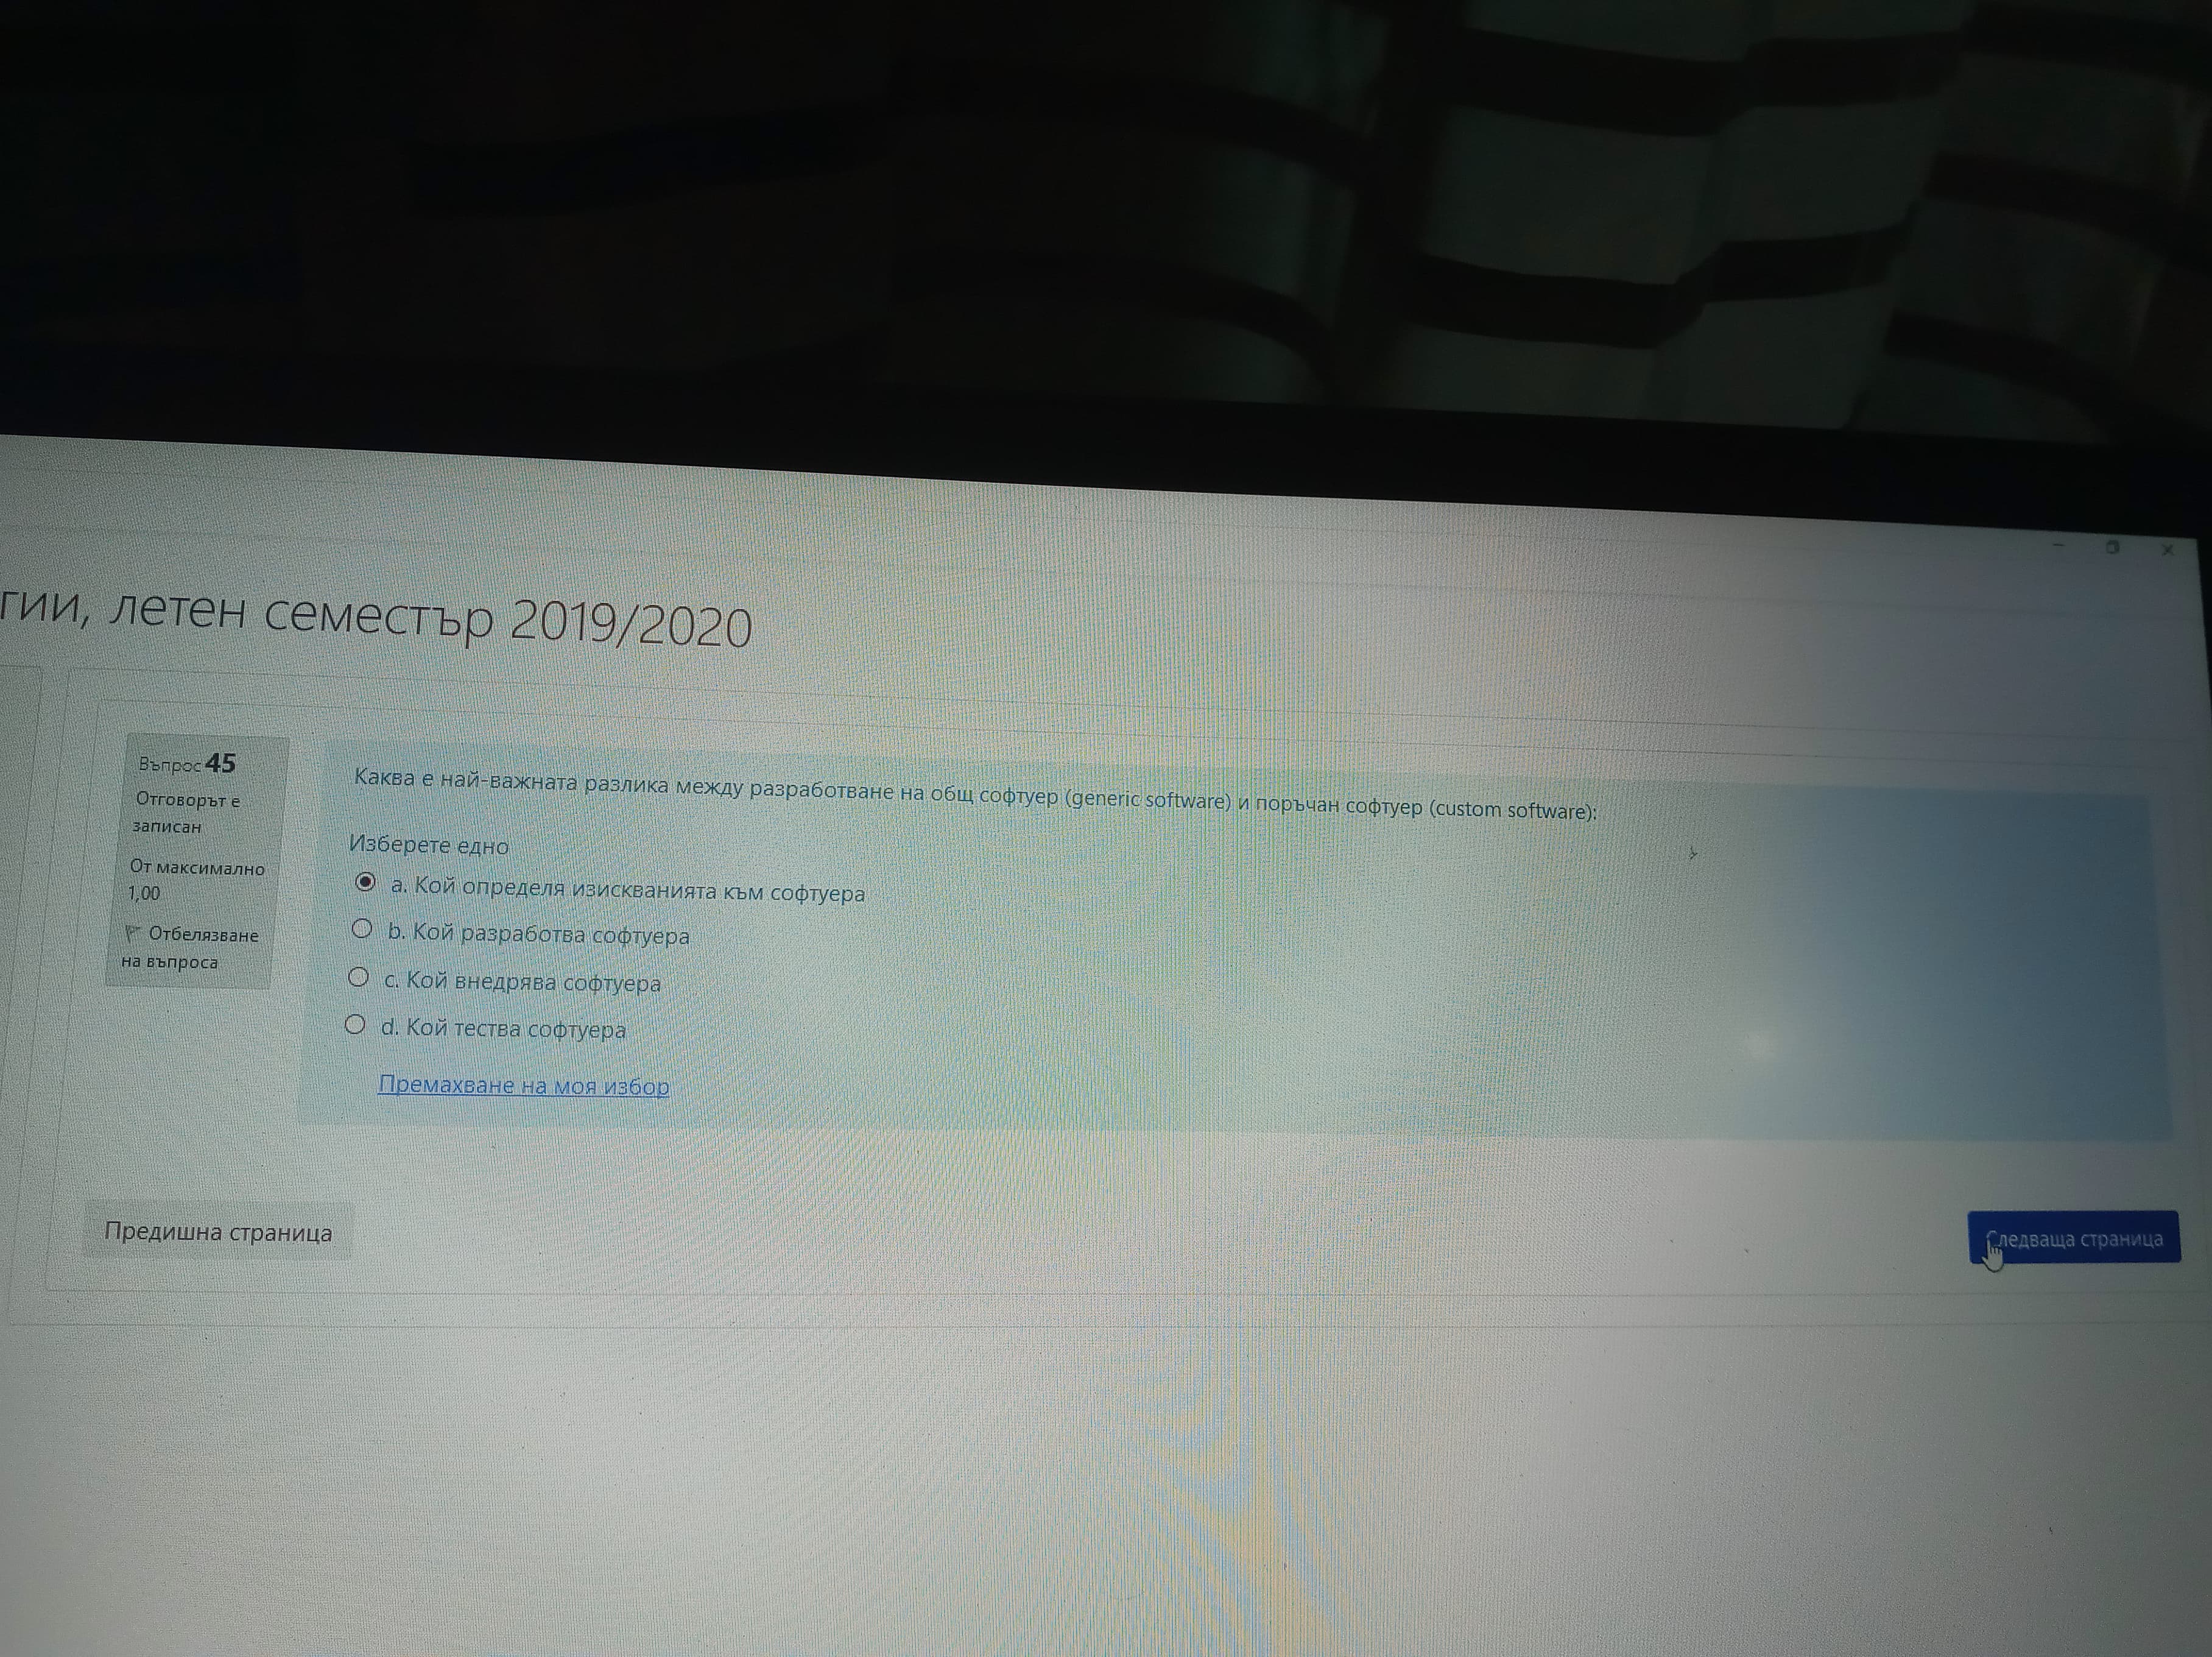 гии, летен семестър 2019/2020
Въпрос 45
Отговорът е
записан
От максимално
1,00
Отбелязване
на въпроса
Каква е най-важната разлика между разработване на общ софтуер (generic software) и поръчан софтуер (custom software):
Изберете едно
a. Кой определя изискванията към софтуера
b. Кой разработва софтуера
c. Кой внедрява софтуера
d. Кой тества софтуера
Премахване на моя избор
Предишна страница
Следваща страница